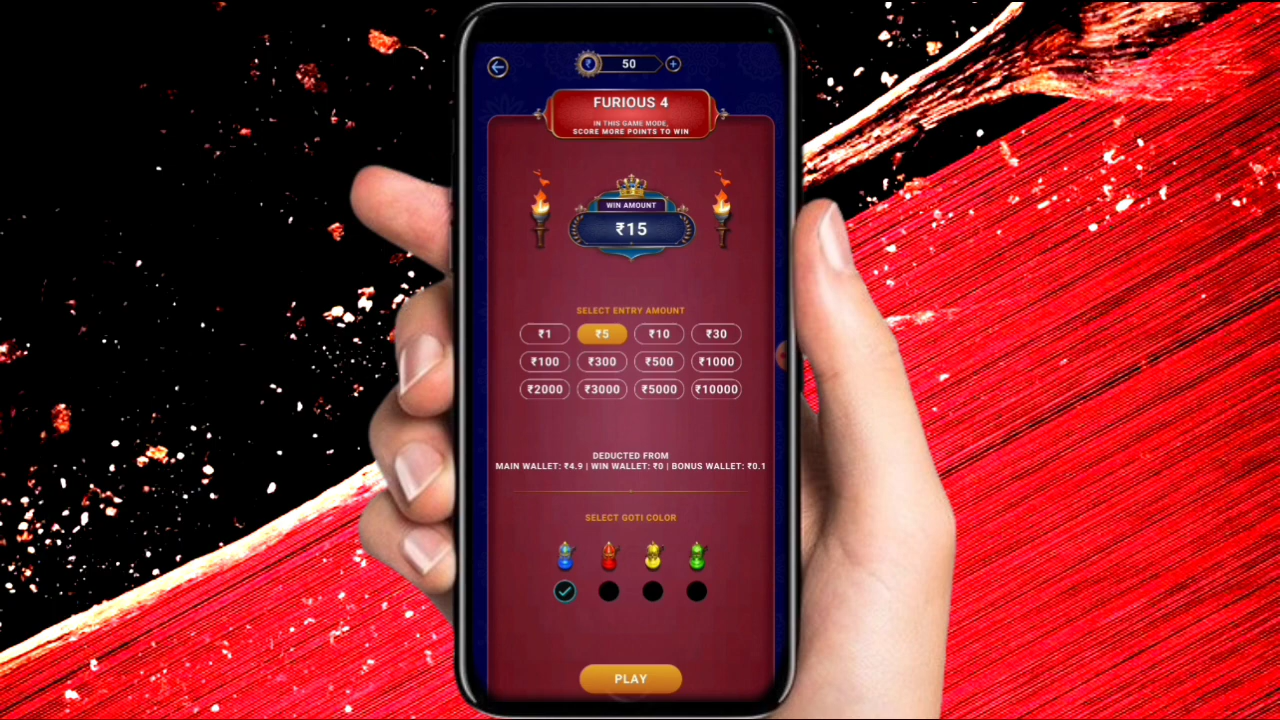 50
FURIOUS 4
IN THIS GAME MODE,
SCORE MORE POINTS TO WIN
WIN AMOUNT
₹15
SELECT ENTRY AMOUNT
₹1 ₹5 ₹10 ₹30
₹100 ₹300 ₹500 ₹1000
₹2000 ₹3000 ₹5000 ₹10000
DEDUCTED FROM
MAIN WALLET: ₹4.9 | WIN WALLET: ₹0 | BONUS WALLET: ₹0.1
SELECT GOTI COLOR
PLAY